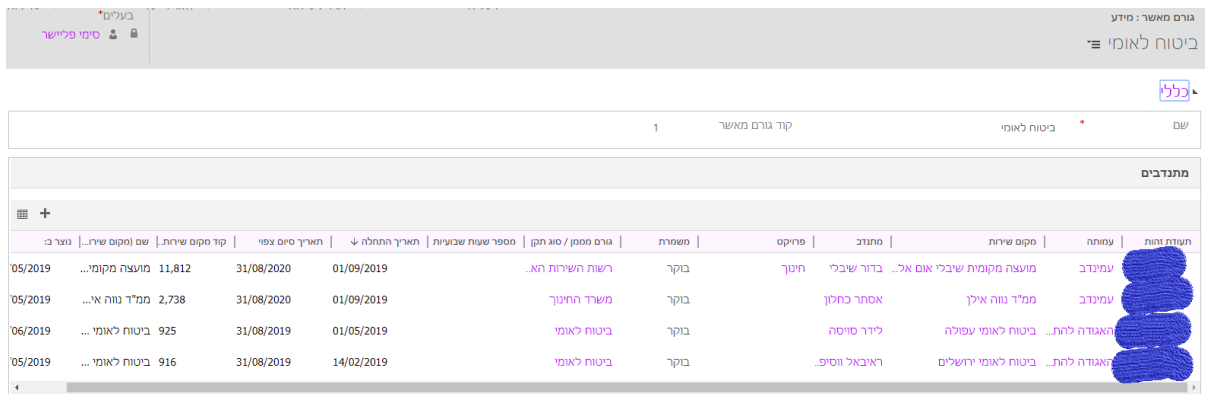 גורם מאשר : מידע
ביטוח לאומי
בעלים*
סימי פליישר
כללי
שם * ביטוח לאומי קוד גורם מאשר 1
מתנדבים
תעודת זהות עמותה מקום שירות מתנדב פרויקט משמרת גורם מממן / סוג תקן מספר שעות שבועיות תאריך התחלה תאריך סיום צפוי קוד מקום שירות... שם (מקום שירו... נוצר ב:
עמינדב מועצה מקומית שיבלי אום אל... בדור שיבלי חינוך בוקר רשות השירות הא... 01/09/2019 31/08/2020 11,812 מועצה מקומי... /05/2019
עמינדב ממ"ד נווה אילן אסתר כחלון בוקר משרד החינוך 01/09/2019 31/08/2020 2,738 ממ"ד נווה אי... /05/2019
האגודה להת... ביטוח לאומי עפולה לידר סויסה בוקר ביטוח לאומי 01/05/2019 31/08/2019 925 ביטוח לאומי ... /06/2019
האגודה להת... ביטוח לאומי ירושלים ראיבאל ווסיפ... בוקר ביטוח לאומי 14/02/2019 31/08/2019 916 ביטוח לאומי ... /05/2019